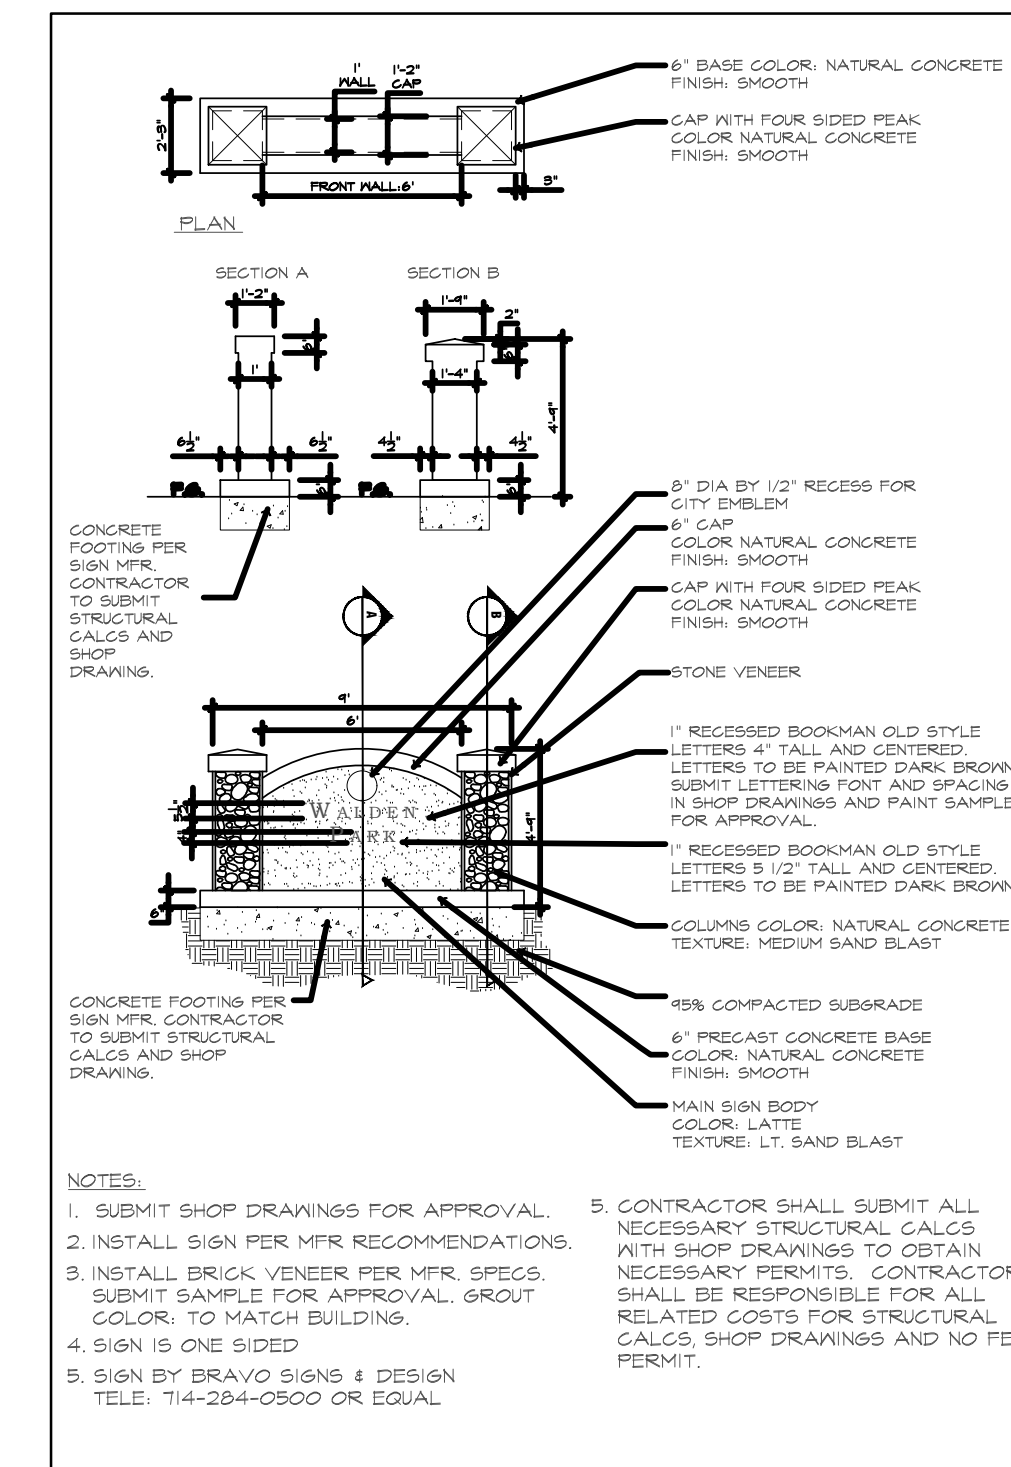 1'
WALL
1'-2"
CAP
6" BASE COLOR: NATURAL CONCRETE
FINISH: SMOOTH
CAP WITH FOUR SIDED PEAK
COLOR NATURAL CONCRETE
FINISH: SMOOTH
FRONT WALL:6'
3"
PLAN
SECTION A
SECTION B
1'-2"
6"
1'
6½"
6½"
6"
1'-9"
2"
6"
1'-4"
4'-9"
4½"
4½"
6"
CONCRETE
FOOTING PER
SIGN MFR.
CONTRACTOR
TO SUBMIT
STRUCTURAL
CALCS AND
SHOP
DRAWING.
8" DIA BY 1/2" RECESS FOR
CITY EMBLEM
6" CAP
COLOR NATURAL CONCRETE
FINISH: SMOOTH
CAP WITH FOUR SIDED PEAK
COLOR NATURAL CONCRETE
FINISH: SMOOTH
STONE VENEER
A
B
9'
6'
WALDEN
PARK
4'-9"
6"
1" RECESSED BOOKMAN OLD STYLE
LETTERS 4" TALL AND CENTERED.
LETTERS TO BE PAINTED DARK BROWN
SUBMIT LETTERING FONT AND SPACING
IN SHOP DRAWINGS AND PAINT SAMPLE
FOR APPROVAL.
1" RECESSED BOOKMAN OLD STYLE
LETTERS 5 1/2" TALL AND CENTERED.
LETTERS TO BE PAINTED DARK BROWN
COLUMNS COLOR: NATURAL CONCRETE
TEXTURE: MEDIUM SAND BLAST
95% COMPACTED SUBGRADE
6" PRECAST CONCRETE BASE
COLOR: NATURAL CONCRETE
FINISH: SMOOTH
MAIN SIGN BODY
COLOR: LATTE
TEXTURE: LT. SAND BLAST
CONCRETE FOOTING PER
SIGN MFR. CONTRACTOR
TO SUBMIT STRUCTURAL
CALCS AND SHOP
DRAWING.
NOTES:
1. SUBMIT SHOP DRAWINGS FOR APPROVAL.
2. INSTALL SIGN PER MFR RECOMMENDATIONS.
3. INSTALL BRICK VENEER PER MFR. SPECS.
SUBMIT SAMPLE FOR APPROVAL. GROUT
COLOR: TO MATCH BUILDING.
4. SIGN IS ONE SIDED
5. SIGN BY BRAVO SIGNS & DESIGN
TELE: 714-284-0500 OR EQUAL
5. CONTRACTOR SHALL SUBMIT ALL
NECESSARY STRUCTURAL CALCS
WITH SHOP DRAWINGS TO OBTAIN
NECESSARY PERMITS. CONTRACTOR
SHALL BE RESPONSIBLE FOR ALL
RELATED COSTS FOR STRUCTURAL
CALCS, SHOP DRAWINGS AND NO FE
PERMIT.